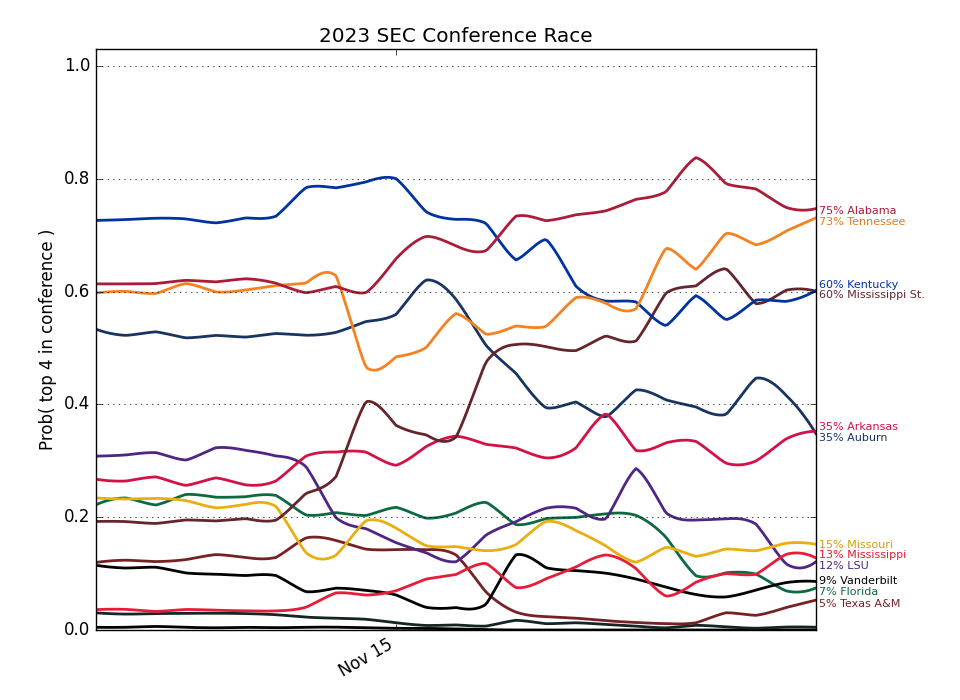 2023 SEC Conference Race
Prob( top 4 in conference )
1.0
0.8
0.6
0.4
0.2
0.0
Nov 15
75% Alabama
73% Tennessee
60% Kentucky
60% Mississippi St.
35% Arkansas
35% Auburn
15% Missouri
13% Mississippi
12% LSU
9% Vanderbilt
7% Florida
5% Texas A&M